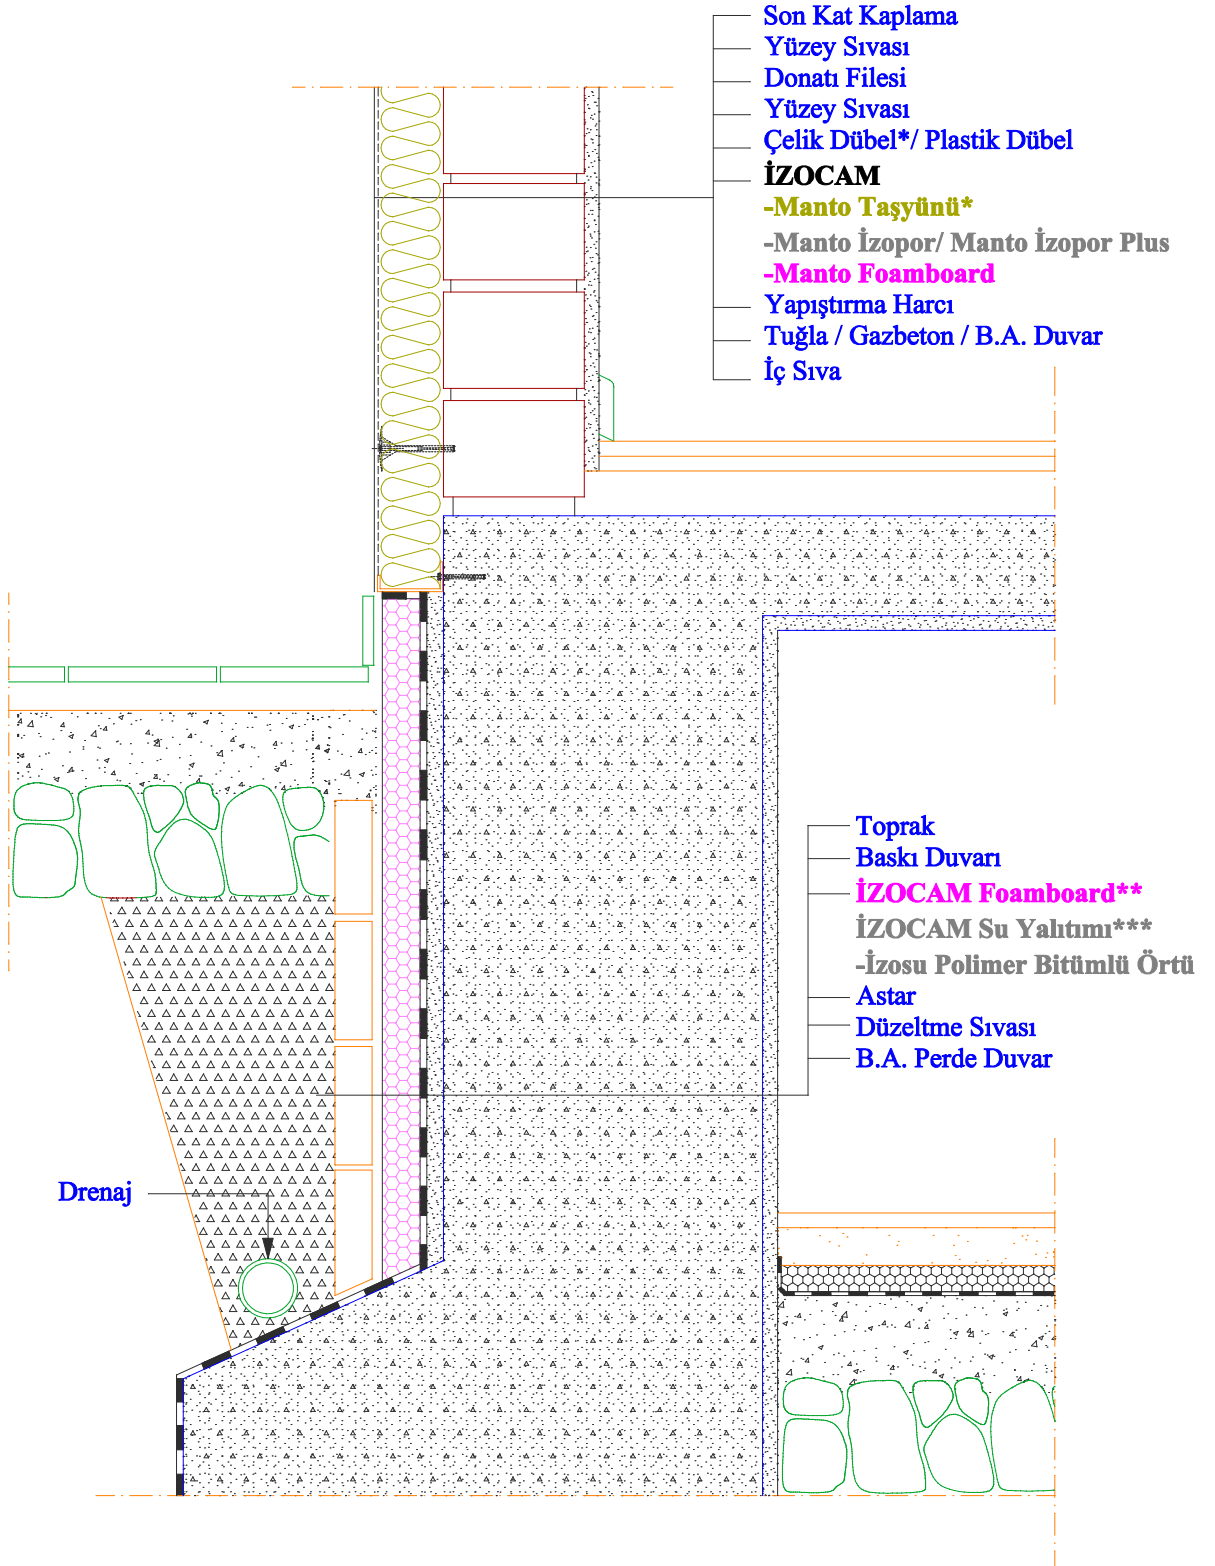 Son Kat Kaplama
Yüzey Sıvası
Donatı Filesi
Yüzey Sıvası
Çelik Dübel*/ Plastik Dübel
İZOCAM
-Manto Taşyünü*
-Manto İzopor/ Manto İzopor Plus
-Manto Foamboard
Yapıştırma Harcı
Tuğla / Gazbeton / B.A. Duvar
İç Sıva
Toprak
Baskı Duvarı
İZOCAM Foamboard**
İZOCAM Su Yalıtımı***
-İzosu Polimer Bitümlü Örtü
Astar
Düzeltme Sıvası
B.A. Perde Duvar
Drenaj